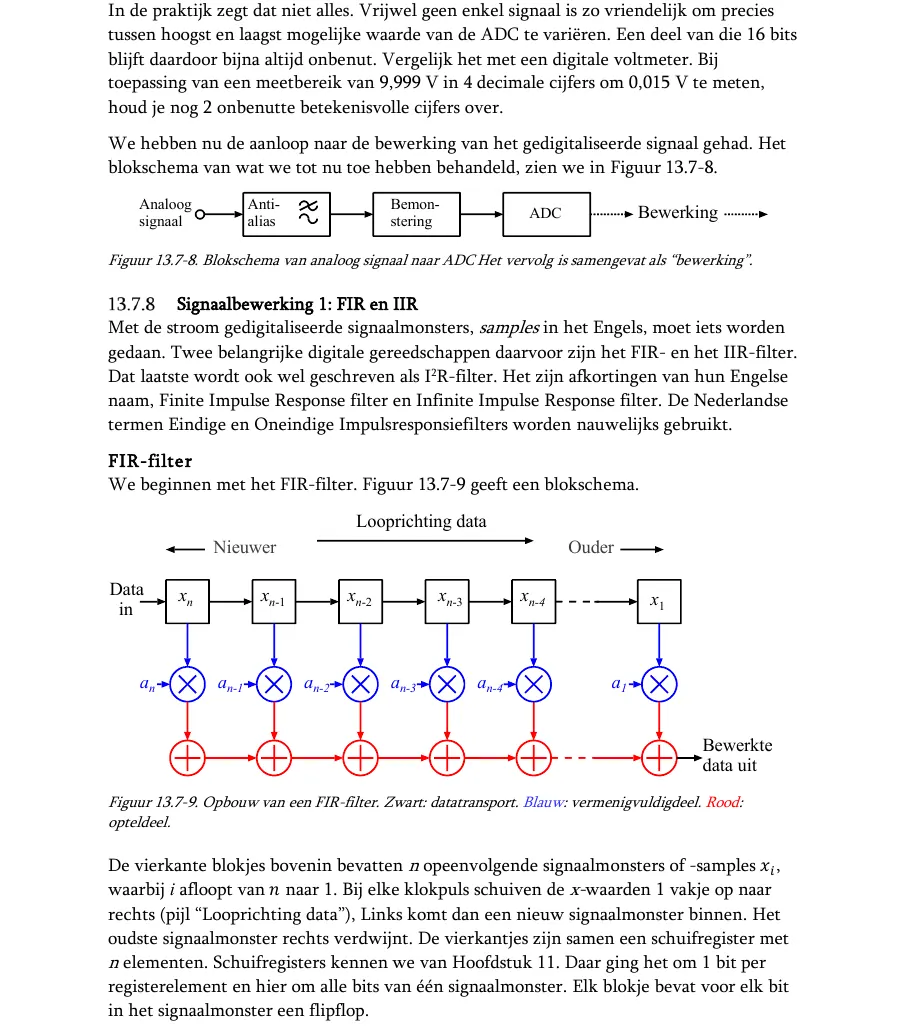 In de praktijk zegt dat niet alles. Vrijwel geen enkel signaal is zo vriendelijk om precies
tussen hoogst en laagst mogelijke waarde van de ADC te variëren. Een deel van die 16 bits
blijft daardoor bijna altijd onbenut. Vergelijk het met een digitale voltmeter. Bij
toepassing van een meetbereik van 9,999 V in 4 decimale cijfers om 0,015 V te meten,
houd je nog 2 onbenutte betekenisvolle cijfers over.
We hebben nu de aanloop naar de bewerking van het gedigitaliseerde signaal gehad. Het
blokschema van wat we tot nu toe hebben behandeld, zien we in Figuur 13.7-8.
Analoog signaal
Anti-alias
Bemon-stering
ADC
Bewerking
Figuur 13.7-8. Blokschema van analoog signaal naar ADC Het vervolg is samengevat als “bewerking”.
13.7.8 Signaalbewerking 1: FIR en IIR
Met de stroom gedigitaliseerde signaalmonsters, samples in het Engels, moet iets worden
gedaan. Twee belangrijke digitale gereedschappen daarvoor zijn het FIR- en het IIR-filter.
Dat laatste wordt ook wel geschreven als I²R-filter. Het zijn afkortingen van hun Engelse
naam, Finite Impulse Response filter en Infinite Impulse Response filter. De Nederlandse
termen Eindige en Oneindige Impulsresponsiefilters worden nauwelijks gebruikt.
FIR-filter
We beginnen met het FIR-filter. Figuur 13.7-9 geeft een blokschema.
Looprichting data
Nieuwer Ouder
Data in
xn xn-1 xn-2 xn-3 xn-4 x1
an an-1 an-2 an-3 an-4 a1
Bewerkte data uit
Figuur 13.7-9. Opbouw van een FIR-filter. Zwart: datatransport. Blauw: vermenigvuldigdeel. Rood:
opteldeel.
De vierkante blokjes bovenin bevatten n opeenvolgende signaalmonsters of -samples xi,
waarbij i afloopt van n naar 1. Bij elke klokpuls schuiven de x-waarden 1 vakje op naar
rechts (pijl “Looprichting data”), Links komt dan een nieuw signaalmonster binnen. Het
oudste signaalmonster rechts verdwijnt. De vierkantjes zijn samen een schuifregister met
n elementen. Schuifregisters kennen we van Hoofdstuk 11. Daar ging het om 1 bit per
registerelement en hier om alle bits van één signaalmonster. Elk blokje bevat voor elk bit
in het signaalmonster een flipflop.